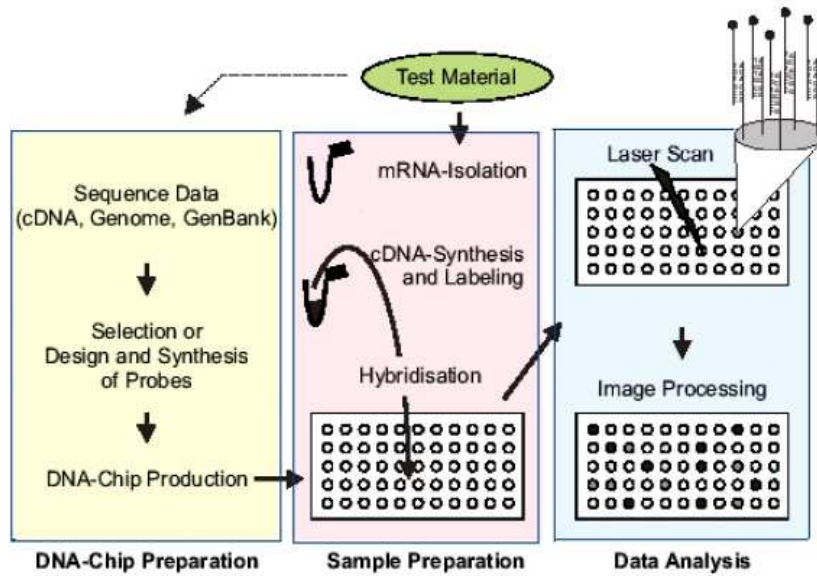 Test Material
Sequence Data
(cDNA, Genome, GenBank)
Selection or
Design and Synthesis
of Probes
DNA-Chip Production
DNA-Chip Preparation
mRNA-Isolation
cDNA-Synthesis
and Labeling
Hybridisation
Sample Preparation
Laser Scan
Image Processing
Data Analysis